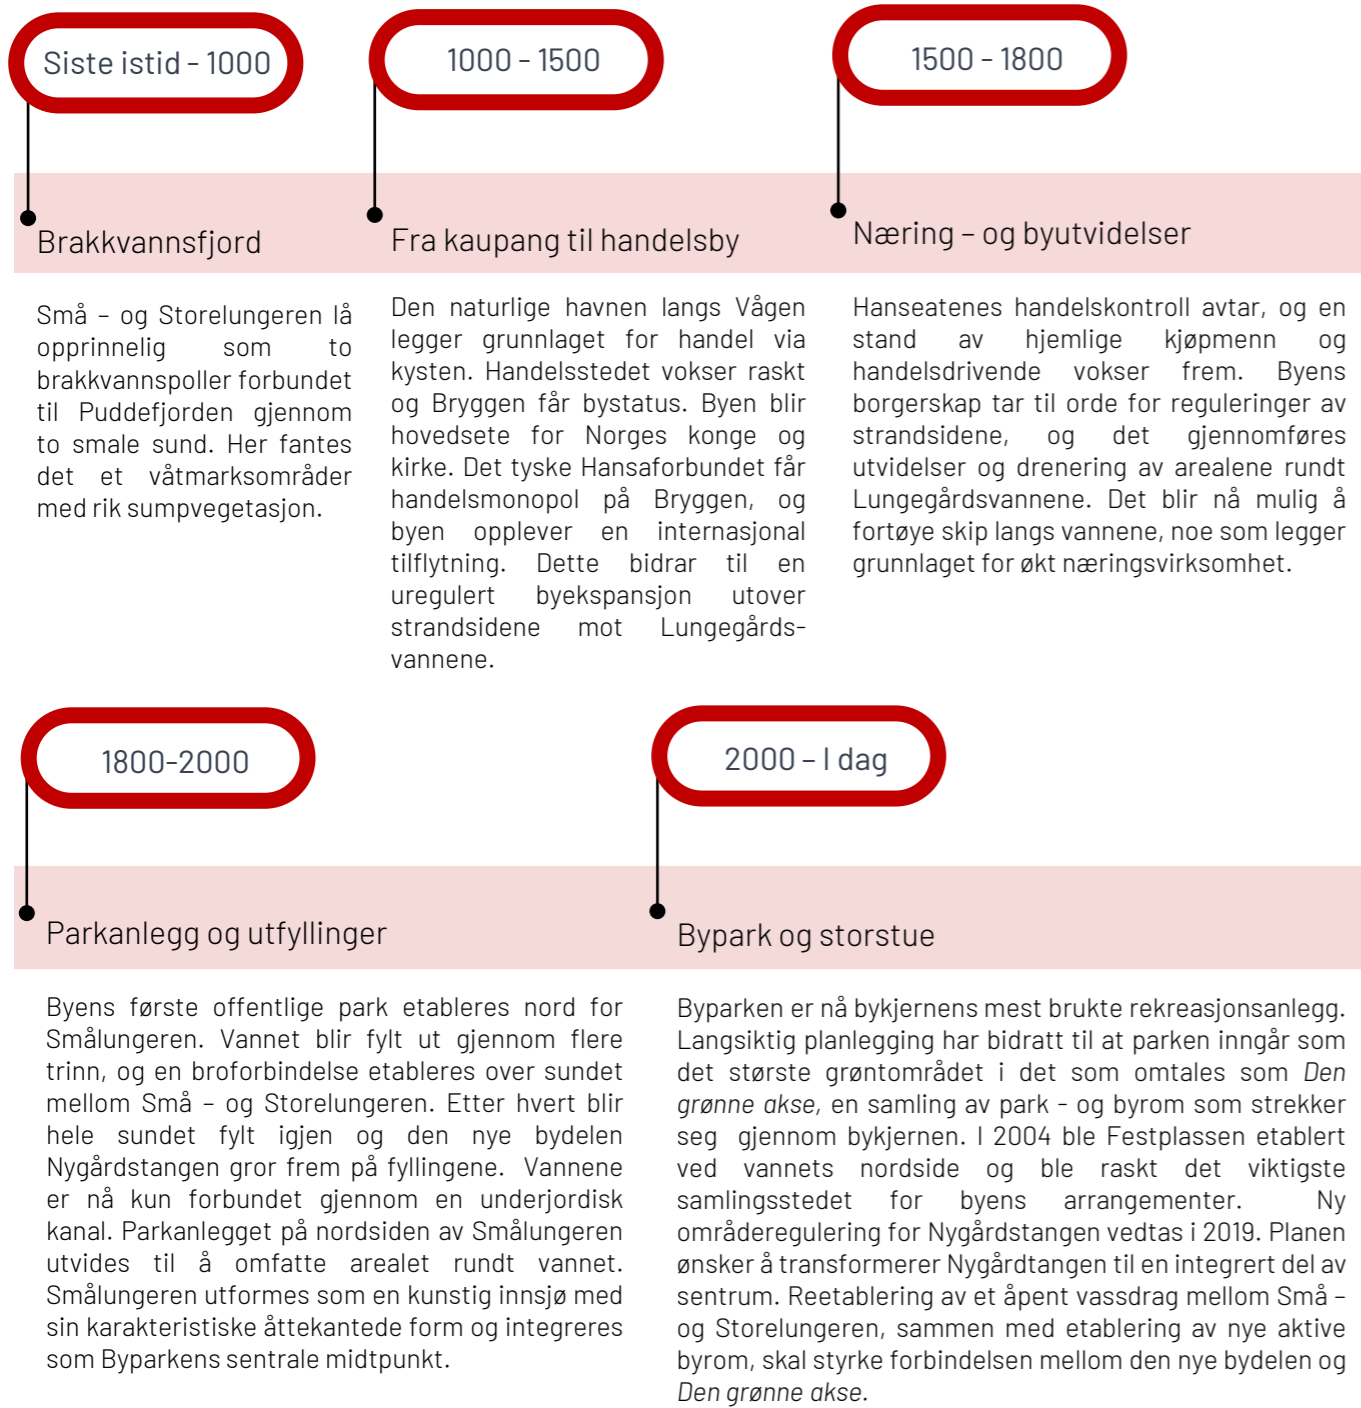 Siste istid - 1000
1000 - 1500
1500 - 1800
Brakkvannsfjord
Små – og Storelungeren lå
opprinnelig som to
brakkvannspoller forbundet
til Puddefjorden gjennom
to smale sund. Her fantes
det et våtmarksområder
med rik sumpvegetasjon.
Fra kaupang til handelsby
Den naturlige havnen langs Vågen
legger grunnlaget for handel via
kysten. Handelsstedet vokser raskt
og Bryggen får bystatus. Byen blir
hovedsete for Norges konge og
kirke. Det tyske Hansaforbundet får
handelsmonopol på Bryggen, og
byen opplever en internasjonal
tilflytning. Dette bidrar til en
uregulert byekspansjon utover
strandsidene mot Lungegårds-
vannene.
Næring – og byutvidelser
Hanseatenes handelskontroll avtar, og en
stand av hjemlige kjøpmenn og
handelsdrivende vokser frem. Byens
borgerskap tar til orde for reguleringer av
strandsidene, og det gjennomføres
utvidelser og drenering av arealene rundt
Lungegårdsvannene. Det blir nå mulig å
fortøye skip langs vannene, noe som legger
grunnlaget for økt næringsvirksomhet.
1800-2000
2000 – I dag
Parkanlegg og utfyllinger
Byens første offentlige park etableres nord for
Smålungeren. Vannet blir fylt ut gjennom flere
trinn, og en broforbindelse etableres over sundet
mellom Små – og Storelungeren. Etter hvert blir
hele sundet fylt igjen og den nye bydelen
Nygårdstangen gror frem på fyllingene. Vannene
er nå kun forbundet gjennom en underjordisk
kanal. Parkanlegget på nordsiden av Smålungeren
utvides til å omfatte arealet rundt vannet.
Smålungeren utformes som en kunstig innsjø med
sin karakteristiske åttekantede form og integreres
som Byparkens sentrale midtpunkt.
Bypark og storstue
Byparken er nå bykjernens mest brukte rekreasjonsanlegg.
Langsiktig planlegging har bidratt til at parken inngår som
det største grøntområdet i det som omtales som Den
grønne akse, en samling av park - og byrom som strekker
seg gjennom bykjernen. I 2004 ble Festplassen etablert
ved vannets nordside og ble raskt det viktigste
samlingsstedet for byens arrangementer. Ny
områderegulering for Nygårdstangen vedtas i 2019. Planen
ønsker å transformerer Nygårdtangen til en integrert del av
sentrum. Reetablering av et åpent vassdrag mellom Små –
og Storelungeren, sammen med etablering av nye aktive
byrom, skal styrke forbindelsen mellom den nye bydelen og
Den grønne akse.